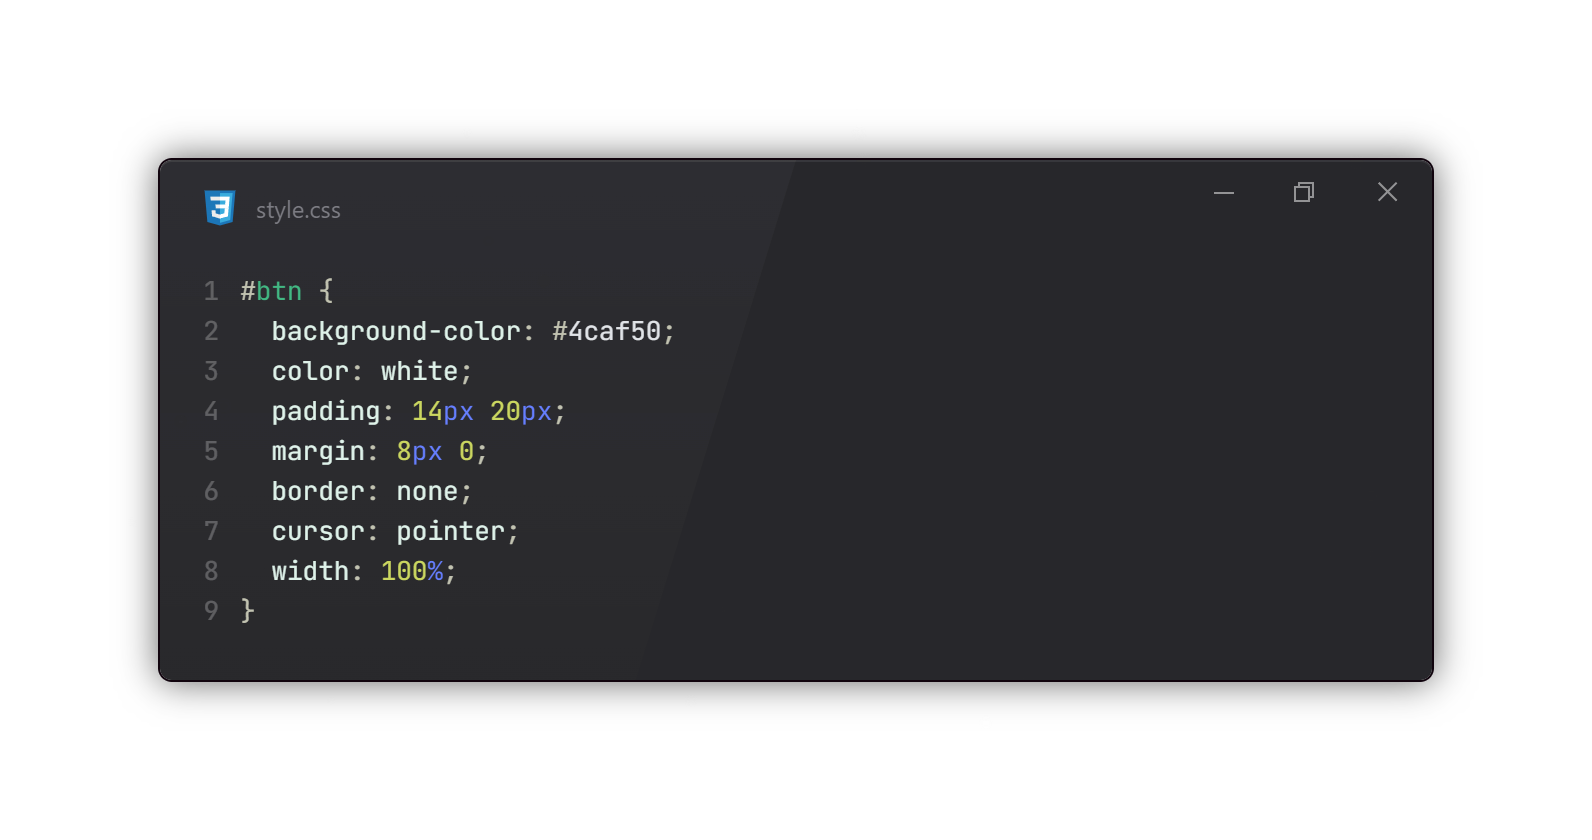 style.css
1 #btn {
2   background-color: #4caf50;
3   color: white;
4   padding: 14px 20px;
5   margin: 8px 0;
6   border: none;
7   cursor: pointer;
8   width: 100%;
9 }